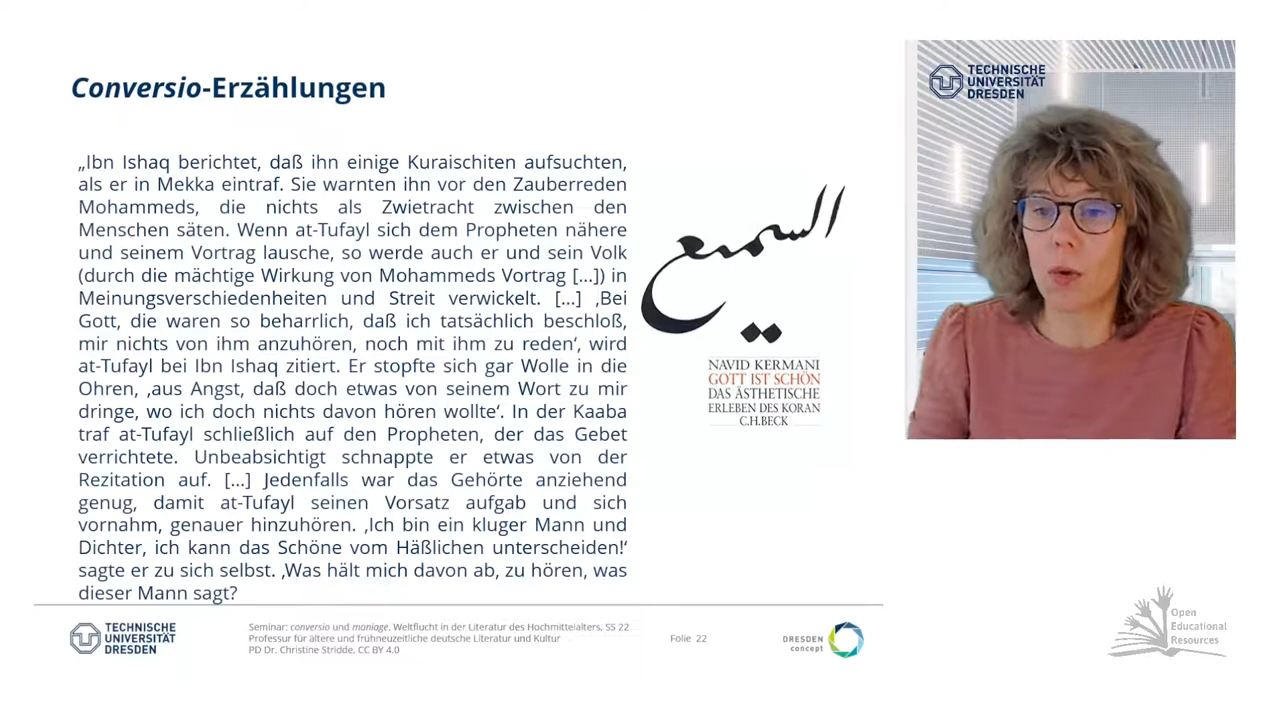 Conversio-Erzählungen
„Ibn Ishaq berichtet, daß ihn einige Kuraischiten aufsuchten,
als er in Mekka eintraf. Sie warnten ihn vor den Zauberreden
Mohammeds, die nichts als Zwietracht zwischen den
Menschen säten. Wenn at-Tufayl sich dem Propheten nähere
und seinem Vortrag lausche, so werde auch er und sein Volk
(durch die mächtige Wirkung von Mohammeds Vortrag [...]) in
Meinungsverschiedenheiten und Streit verwickelt. [...] ‚Bei
Gott, die waren so beharrlich, daß ich tatsächlich beschloß,
mir nichts von ihm anzuhören, noch mit ihm zu reden‘, wird
at-Tufayl bei Ibn Ishaq zitiert. Er stopfte sich gar Wolle in die
Ohren, ‚aus Angst, daß doch etwas von seinem Wort zu mir
dringe, wo ich doch nichts davon hören wollte‘. In der Kaaba
traf at-Tufayl schließlich auf den Propheten, der das Gebet
verrichtete. Unbeabsichtigt schnappte er etwas von der
Rezitation auf. [...] Jedenfalls war das Gehörte anziehend
genug, damit at-Tufayl seinen Vorsatz aufgab und sich
vornahm, genauer hinzuhören. ‚Ich bin ein kluger Mann und
Dichter, ich kann das Schöne vom Häßlichen unterscheiden!‘
sagte er zu sich selbst. ‚Was hält mich davon ab, zu hören, was
dieser Mann sagt?
السميع
NAVID KERMANI
GOTT IST SCHÖN
DAS ÄSTHETISCHE
ERLEBEN DES KORAN
C.H.BECK
TECHNISCHE
UNIVERSITÄT
DRESDEN
TECHNISCHE
UNIVERSITÄT
DRESDEN
Seminar: conversio und moniage. Weltflucht in der Literatur des Hochmittelalters, SS 22
Professur für ältere und frühneuzeitliche deutsche Literatur und Kultur
PD Dr. Christine Stridde, CC BY 4.0
Folie 22
DRESDEN
concept
Open
Educational
Resources